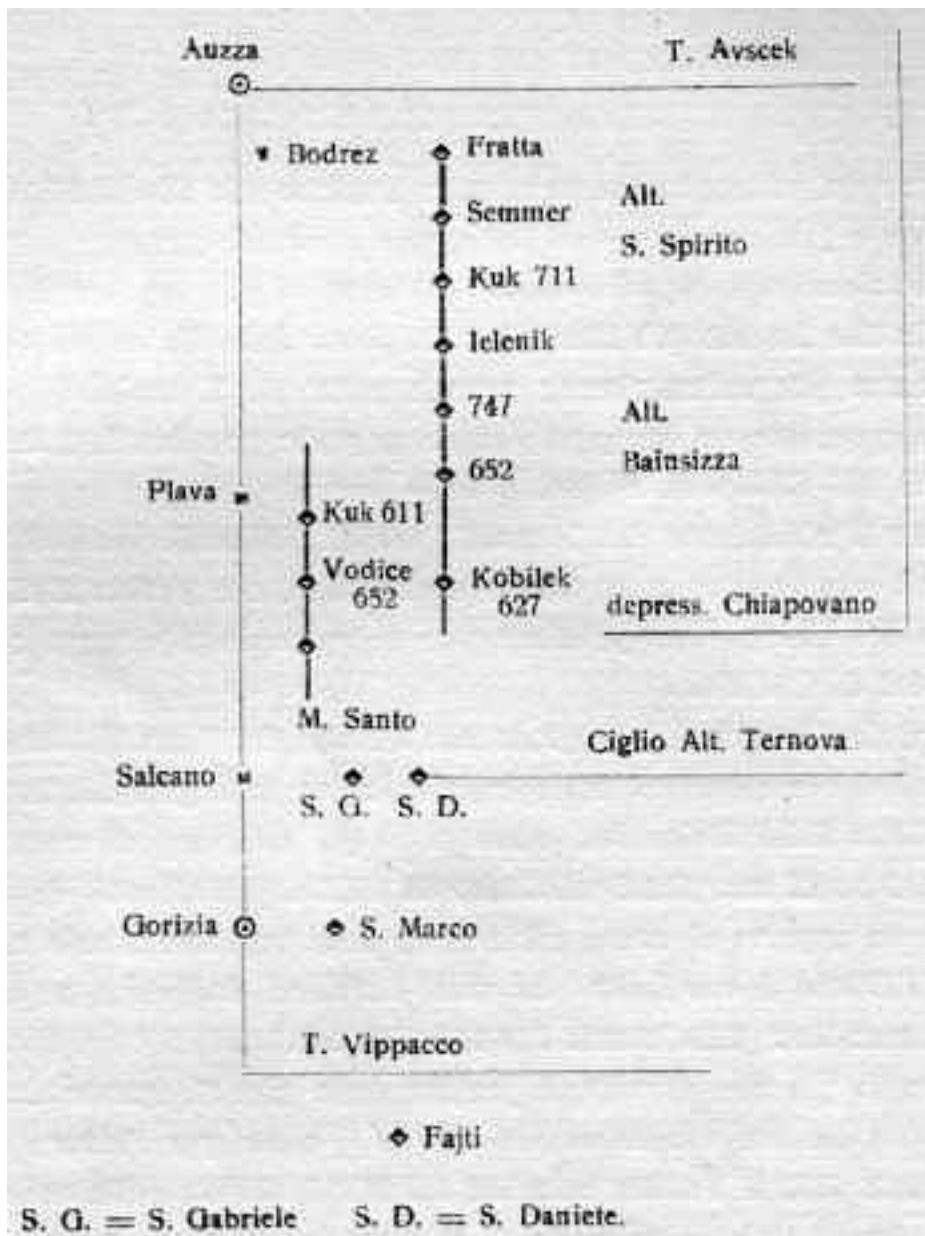 Auzza
T. Avscek
Bodrez
Fratta
Semmer
Alt.
S. Spirito
Kuk 711
Ielenik
747
Alt.
Bainsizza
652
Plava
Kuk 611
Vodice
652
Kobilek
627
depress. Chiapovano
M. Santo
Ciglio Alt. Ternova
Salcano
S. G.
S. D.
Gorizia
S. Marco
T. Vippacco
Fajti
S. G. = S. Gabriele S. D. = S. Daniete.